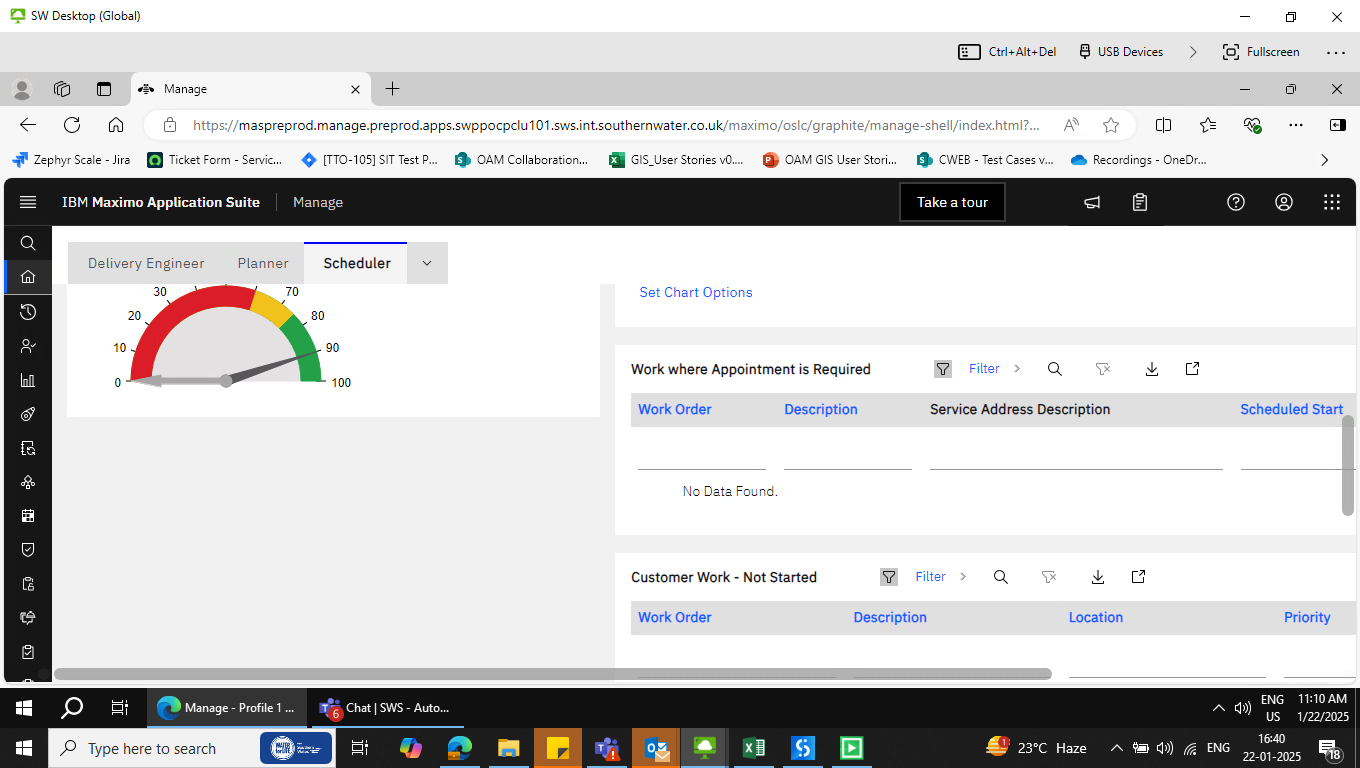 SW Desktop (Global)
Ctrl+Alt+Del
USB Devices
Fullscreen
Manage
https://maspreprod.manage.preprod.apps.swppocpclu101.sws.int.southernwater.co.uk/maximo/oslc/graphite/manage-shell/index.html?...
Zephyr Scale - Jira
Ticket Form - Servic...
[TTO-105] SIT Test P...
OAM Collaboration...
GIS_User Stories v0....
OAM GIS User Stori...
CWEB - Test Cases v...
Recordings - OneDr...
IBM Maximo Application Suite
Manage
Take a tour
Delivery Engineer
Planner
Scheduler
30
70
20
80
10
90
0
100
Set Chart Options
Work where Appointment is Required
Filter
Work Order
Description
Service Address Description
Scheduled Start
No Data Found.
Customer Work - Not Started
Filter
Work Order
Description
Location
Priority
Manage - Profile 1 ...
6
Chat | SWS - Auto...
ENG
US
11:10 AM
1/22/2025
Type here to search
1
23°C Haze
ENG
16:40
22-01-2025
18